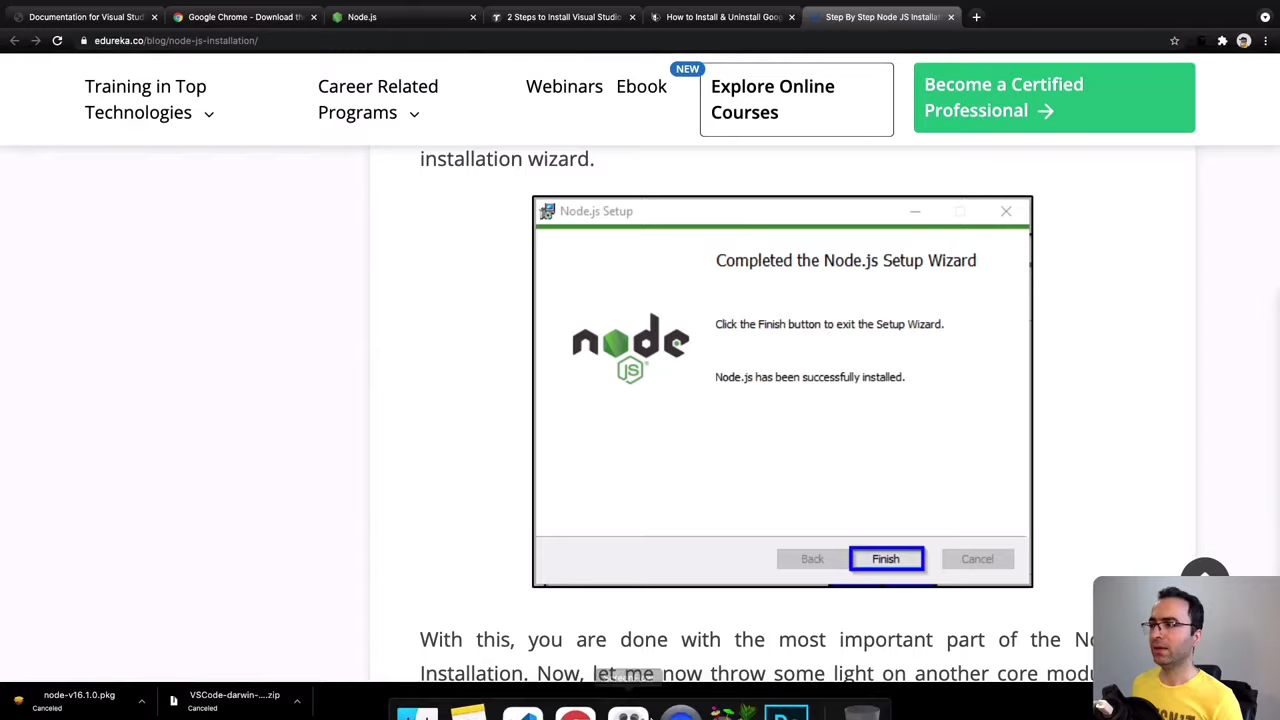 Documentation for Visual Stud
Google Chrome - Download the
Node.js
2 Steps to Install Visual Studio
How to Install & Uninstall Goo
Step By Step Node JS Installati
edureka.co/blog/node-js-installation/
Training in Top
Technologies
Career Related
Programs
Webinars
Ebook
NEW
Explore Online
Courses
Become a Certified
Professional
installation wizard.
Node.js Setup
Completed the Node.js Setup Wizard
Click the Finish button to exit the Setup Wizard.
node
JS
Node.js has been successfully installed.
Back
Finish
Cancel
With this, you are done with the most important part of the No
Installation. Now, let me now throw some light on another core modu
node-v16.1.0.pkg
Canceled
VSCode-darwin-....zip
Canceled